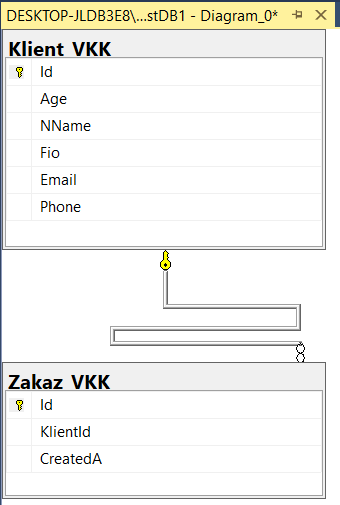 DESKTOP-JLDB3E8\...stDB1 - Diagram_0*
Klient_VKK
Id
Age
NName
Fio
Email
Phone
Zakaz_VKK
Id
KlientId
CreatedA